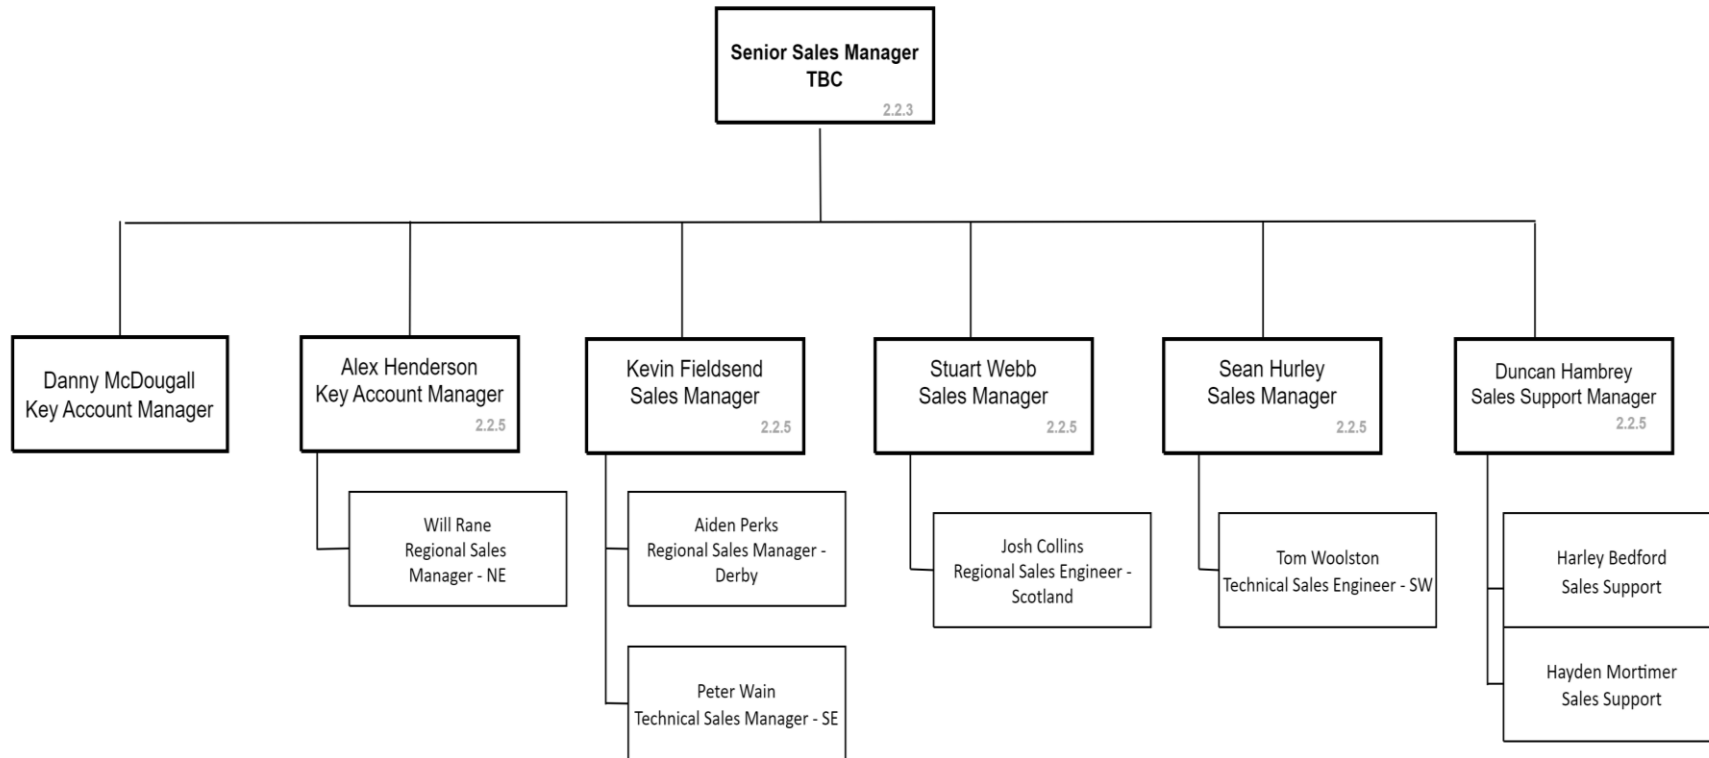 Senior Sales Manager
TBC
2.2.3
Danny McDougall
Key Account Manager
Alex Henderson
Key Account Manager
2.2.5
Kevin Fieldsend
Sales Manager
2.2.5
Stuart Webb
Sales Manager
2.2.5
Sean Hurley
Sales Manager
2.2.5
Duncan Hambrey
Sales Support Manager
2.2.5
Will Rane
Regional Sales
Manager - NE
Aiden Perks
Regional Sales Manager -
Derby
Peter Wain
Technical Sales Manager - SE
Josh Collins
Regional Sales Engineer -
Scotland
Tom Woolston
Technical Sales Engineer - SW
Harley Bedford
Sales Support
Hayden Mortimer
Sales Support